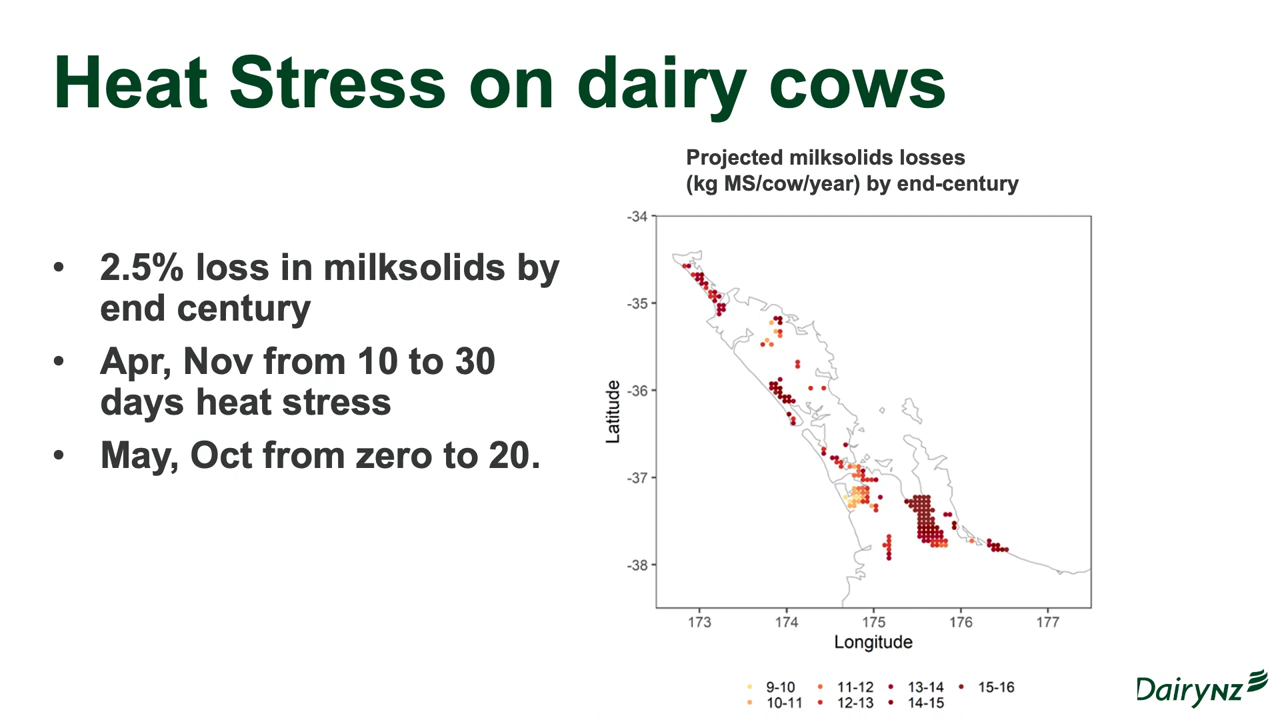 Heat Stress on dairy cows
Projected milksolids losses
(kg MS/cow/year) by end-century
• 2.5% loss in milksolids by
end century
• Apr, Nov from 10 to 30
days heat stress
• May, Oct from zero to 20.
Latitude
-34
-35
-36
-37
-38
173 174 175 176 177
Longitude
9-10 11-12 13-14 15-16
10-11 12-13 14-15
DairyNZ